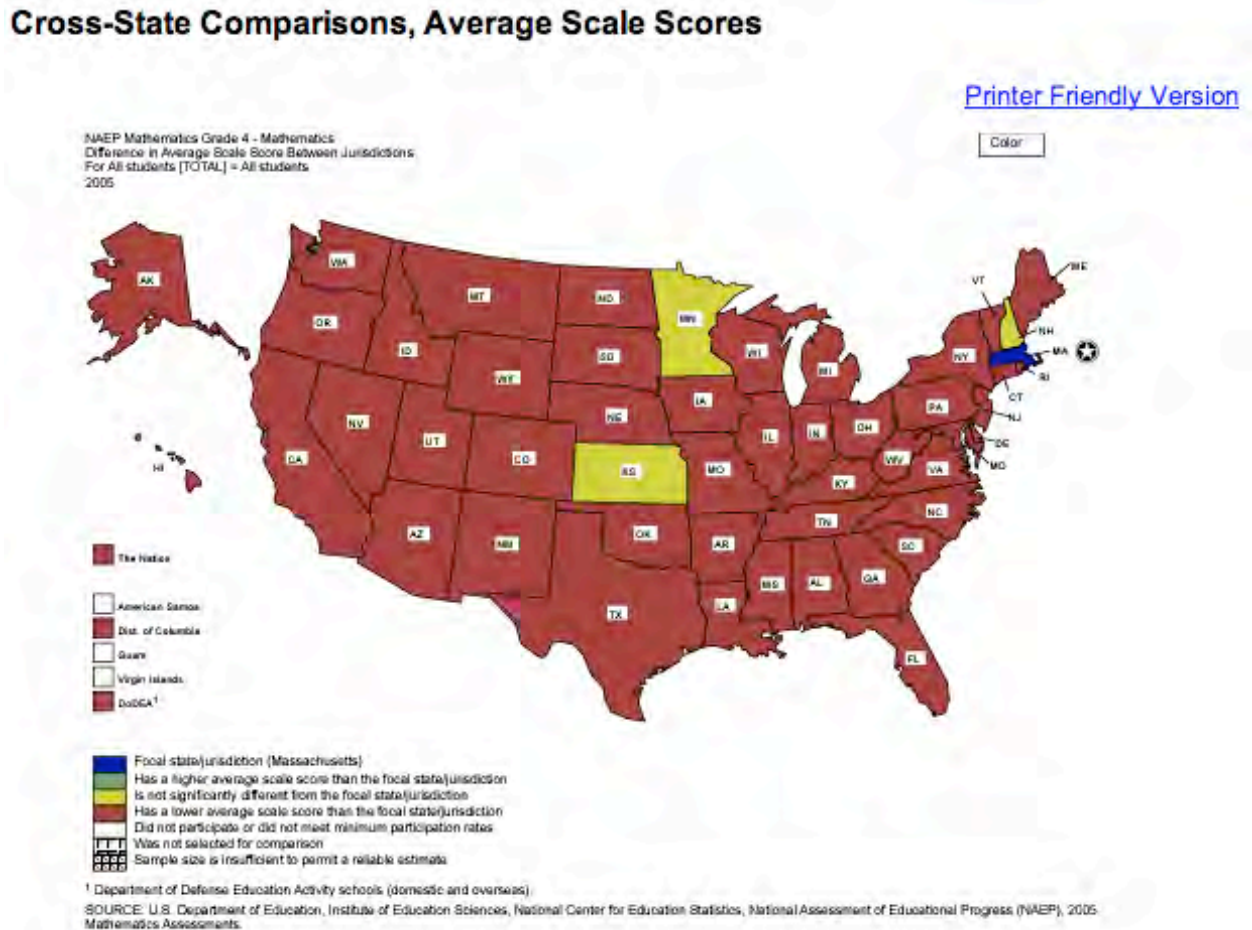 Cross-State Comparisons, Average Scale Scores
Printer Friendly Version
Color
NAEP Mathematics Grade 4 - Mathematics
Difference in Average Scale Score Between Jurisdictions
For All students [TOTAL] = All students
2005
AK
WA
MT
ND
MN
VT
ME
OR
ID
SD
WI
MI
NY
NH
MA
RI
WY
CT
IA
PA
NJ
NE
NV
UT
CO
IL
IN
OH
DE
MD
HI
CA
KS
MO
WV
VA
KY
NC
AZ
NM
OK
AR
TN
SC
MS
AL
GA
TX
LA
FL
The Nation
American Samoa
Dist. of Columbia
Guam
Virgin Islands
DoDEA¹
Focal state/jurisdiction (Massachusetts)
Has a higher average scale score than the focal state/jurisdiction
Is not significantly different from the focal state/jurisdiction
Has a lower average scale score than the focal state/jurisdiction
Did not participate or did not meet minimum participation rates
Was not selected for comparison
Sample size is insufficient to permit a reliable estimate
¹ Department of Defense Education Activity schools (domestic and overseas).
SOURCE: U.S. Department of Education, Institute of Education Sciences, National Center for Education Statistics, National Assessment of Educational Progress (NAEP), 2005
Mathematics Assessments.